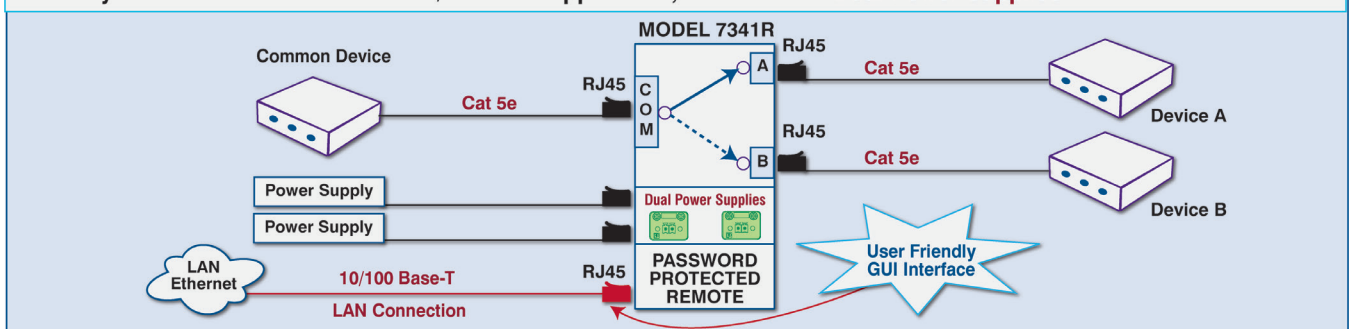 MODEL 7341R
Common Device
RJ45
Cat 5e
C
O
M
A
RJ45
Cat 5e
Device A
B
RJ45
Cat 5e
Device B
Power Supply
Power Supply
Dual Power Supplies
LAN
Ethernet
10/100 Base-T
LAN Connection
RJ45
PASSWORD
PROTECTED
REMOTE
User Friendly
GUI Interface